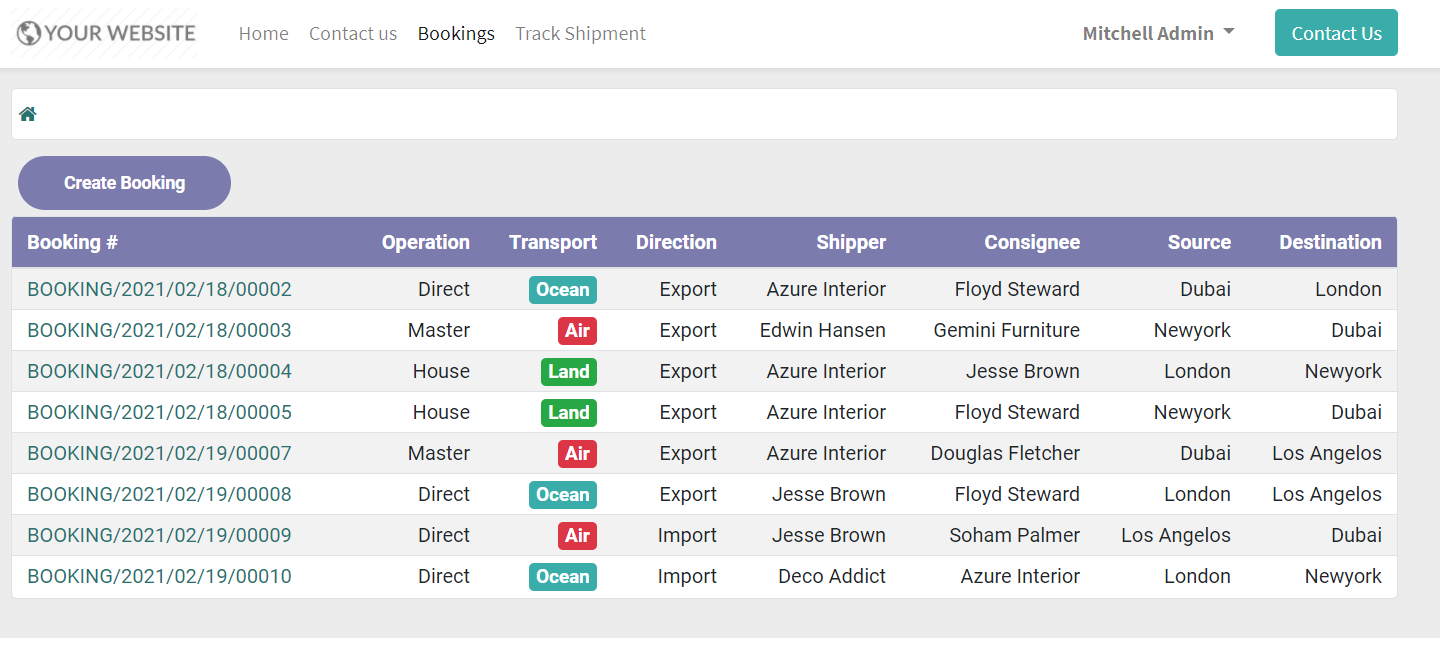 YOUR WEBSITE Home Contact us Bookings Track Shipment Mitchell Admin Contact Us
Create Booking
Booking # Operation Transport Direction Shipper Consignee Source Destination
BOOKING/2021/02/18/00002 Direct Ocean Export Azure Interior Floyd Steward Dubai London
BOOKING/2021/02/18/00003 Master Air Export Edwin Hansen Gemini Furniture Newyork Dubai
BOOKING/2021/02/18/00004 House Land Export Azure Interior Jesse Brown London Newyork
BOOKING/2021/02/18/00005 House Land Export Azure Interior Floyd Steward Newyork Dubai
BOOKING/2021/02/19/00007 Master Air Export Azure Interior Douglas Fletcher Dubai Los Angelos
BOOKING/2021/02/19/00008 Direct Ocean Export Jesse Brown Floyd Steward London Los Angelos
BOOKING/2021/02/19/00009 Direct Air Import Jesse Brown Soham Palmer Los Angelos Dubai
BOOKING/2021/02/19/00010 Direct Ocean Import Deco Addict Azure Interior London Newyork